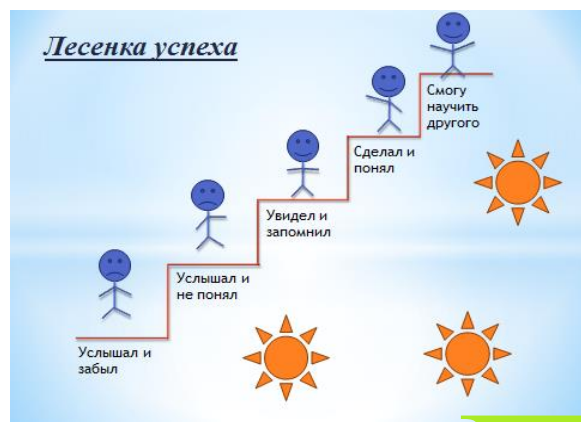 Лесенка успеха
Смогу
научить
другого
Сделал и
понял
Увидел и
запомнил
Услышал и
не понял
Услышал и
забыл